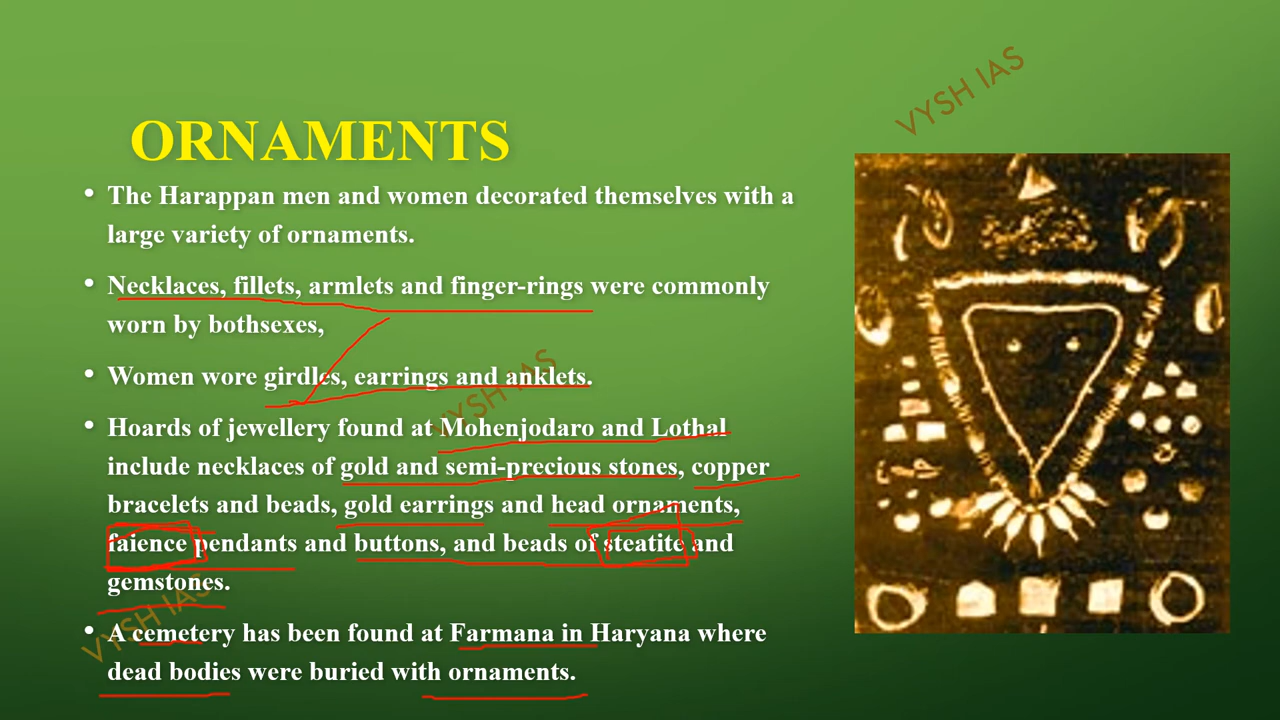 VYSH IAS
ORNAMENTS
• The Harappan men and women decorated themselves with a
large variety of ornaments.
• Necklaces, fillets, armlets and finger-rings were commonly
worn by bothsexes,
• Women wore girdles, earrings and anklets.
VYSH IAS
• Hoards of jewellery found at Mohenjodaro and Lothal
include necklaces of gold and semi-precious stones, copper
bracelets and beads, gold earrings and head ornaments,
faience pendants and buttons, and beads of steatite and
gemstones.
VYSH IAS
• A cemetery has been found at Farmana in Haryana where
dead bodies were buried with ornaments.